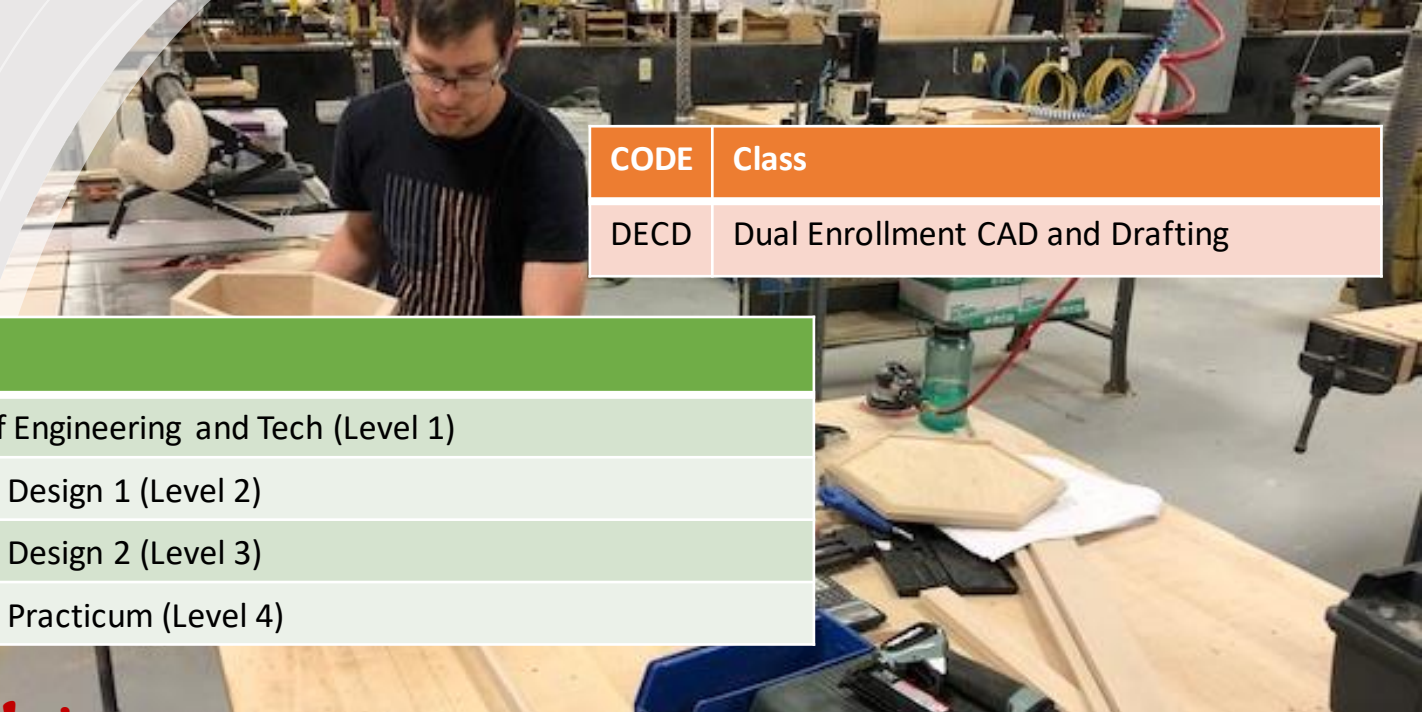 CODE Class
DECD Dual Enrollment CAD and Drafting
Engineering and Tech (Level 1)
Design 1 (Level 2)
Design 2 (Level 3)
Practicum (Level 4)